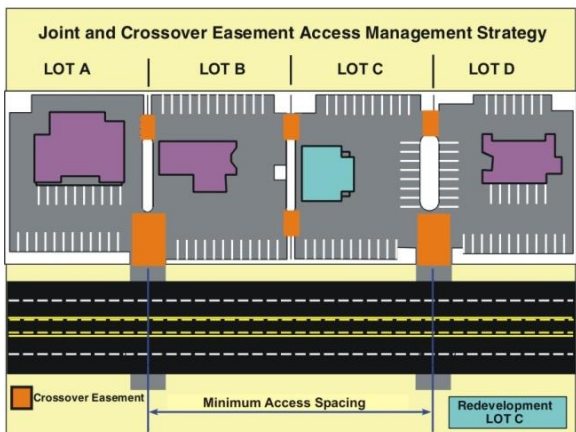 Joint and Crossover Easement Access Management Strategy
LOT A
LOT B
LOT C
LOT D
Crossover Easement
Minimum Access Spacing
Redevelopment
LOT C